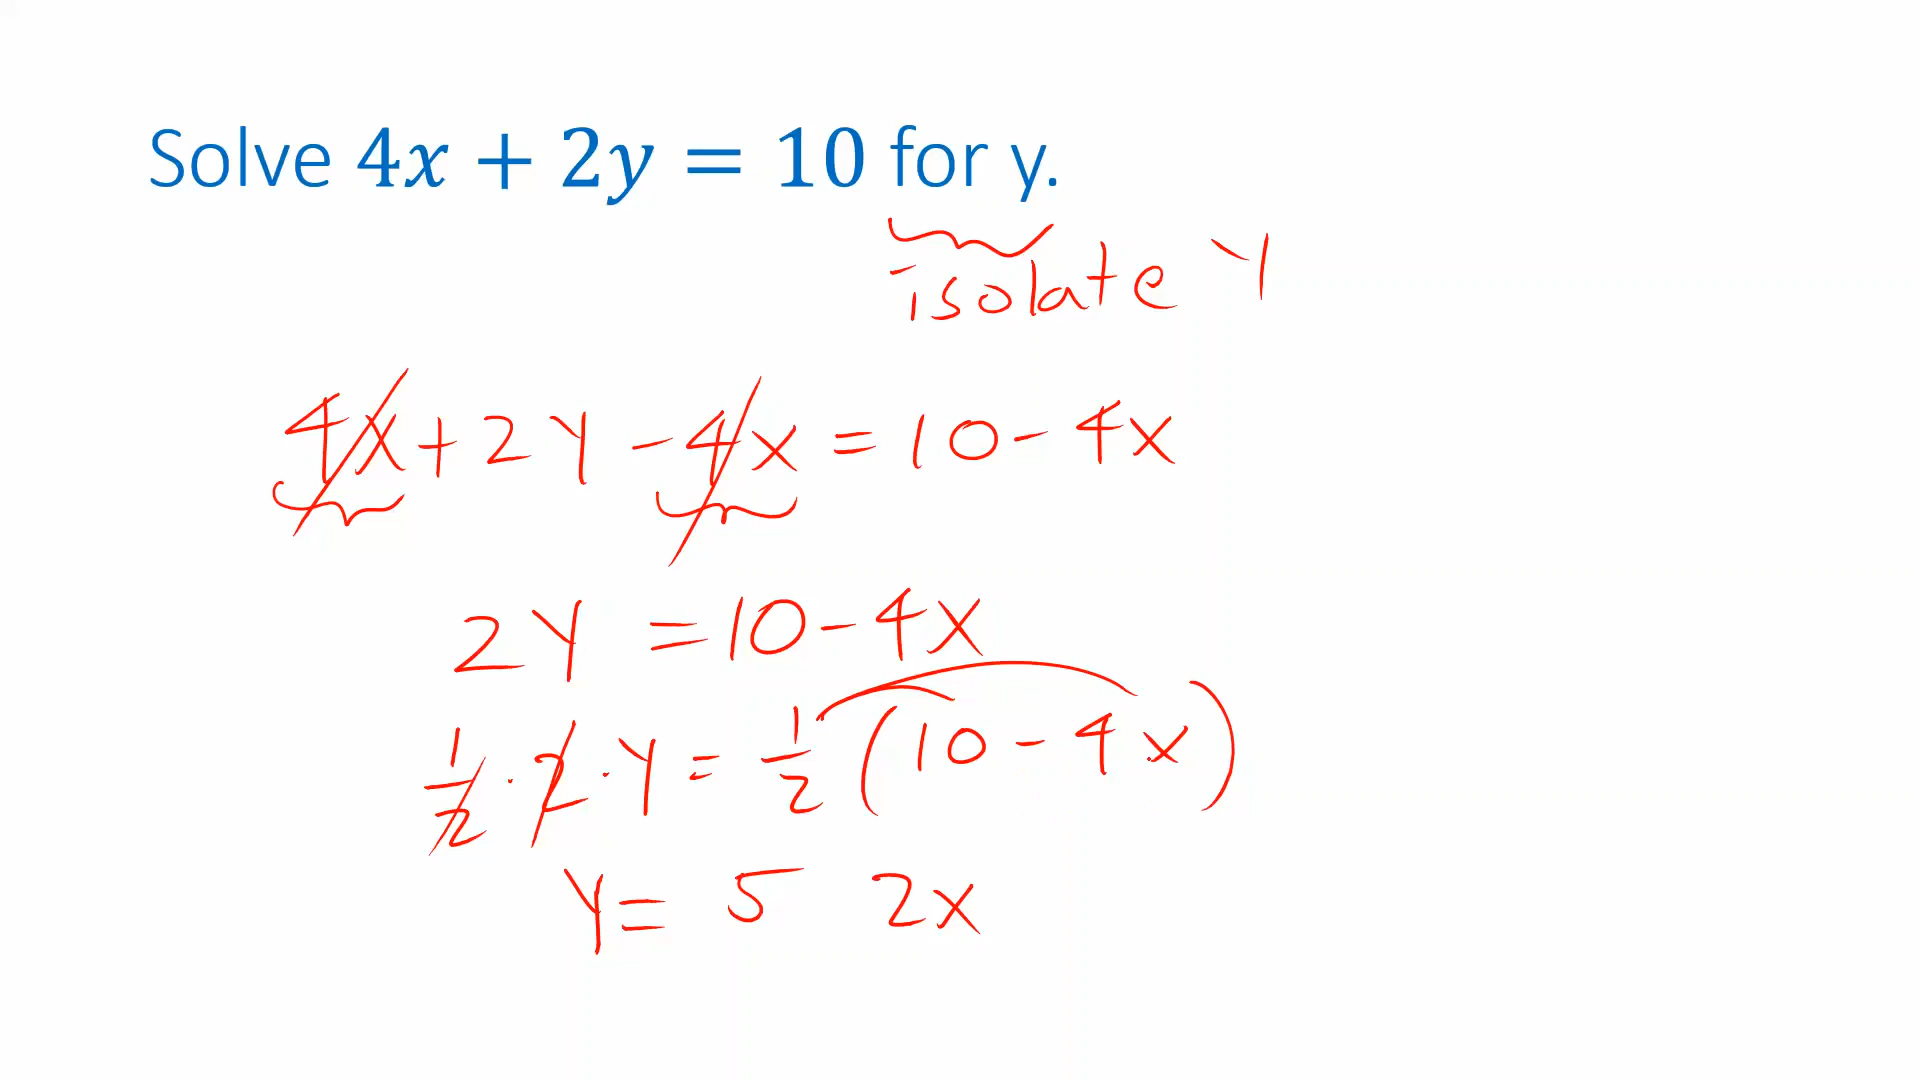 Solve 4x + 2y = 10 for y.
isolate Y
4x + 2Y - 4x = 10 - 4x
2Y = 10 - 4x
1/2 · 2 · Y = 1/2 (10 - 4x)
Y = 5 2x